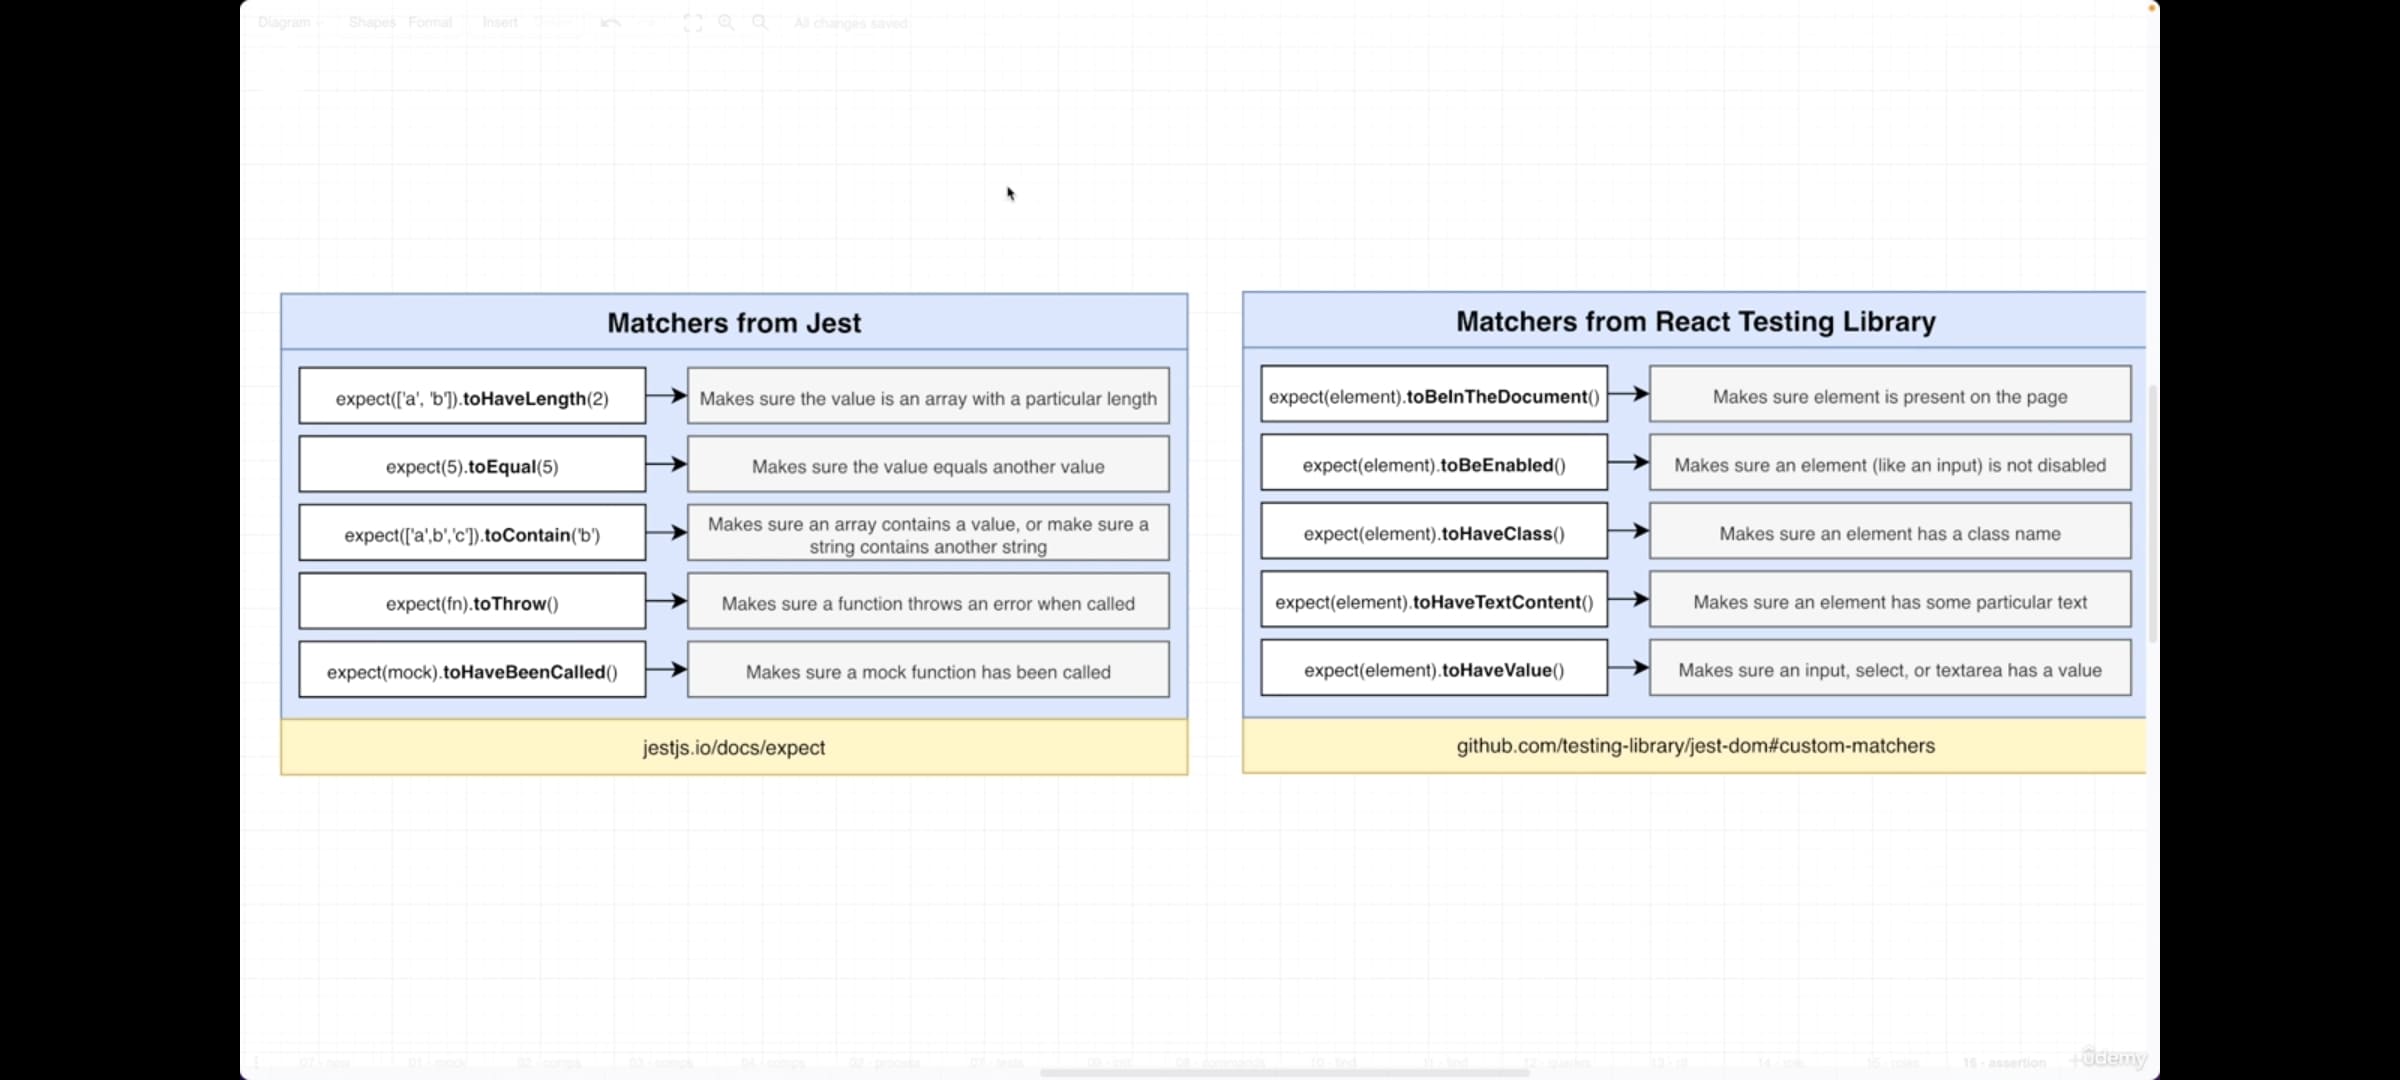 Diagram Shapes Format Insert All changes saved
Matchers from Jest
expect(['a', 'b']).toHaveLength(2)
Makes sure the value is an array with a particular length
expect(5).toEqual(5)
Makes sure the value equals another value
expect(['a',b','c']).toContain('b')
Makes sure an array contains a value, or make sure a
string contains another string
expect(fn).toThrow()
Makes sure a function throws an error when called
expect(mock).toHaveBeenCalled()
Makes sure a mock function has been called
jestjs.io/docs/expect
Matchers from React Testing Library
expect(element).toBeInTheDocument()
Makes sure element is present on the page
expect(element).toBeEnabled()
Makes sure an element (like an input) is not disabled
expect(element).toHaveClass()
Makes sure an element has a class name
expect(element).toHaveTextContent()
Makes sure an element has some particular text
expect(element).toHaveValue()
Makes sure an input, select, or textarea has a value
github.com/testing-library/jest-dom#custom-matchers
16 - assertion
ûdemy